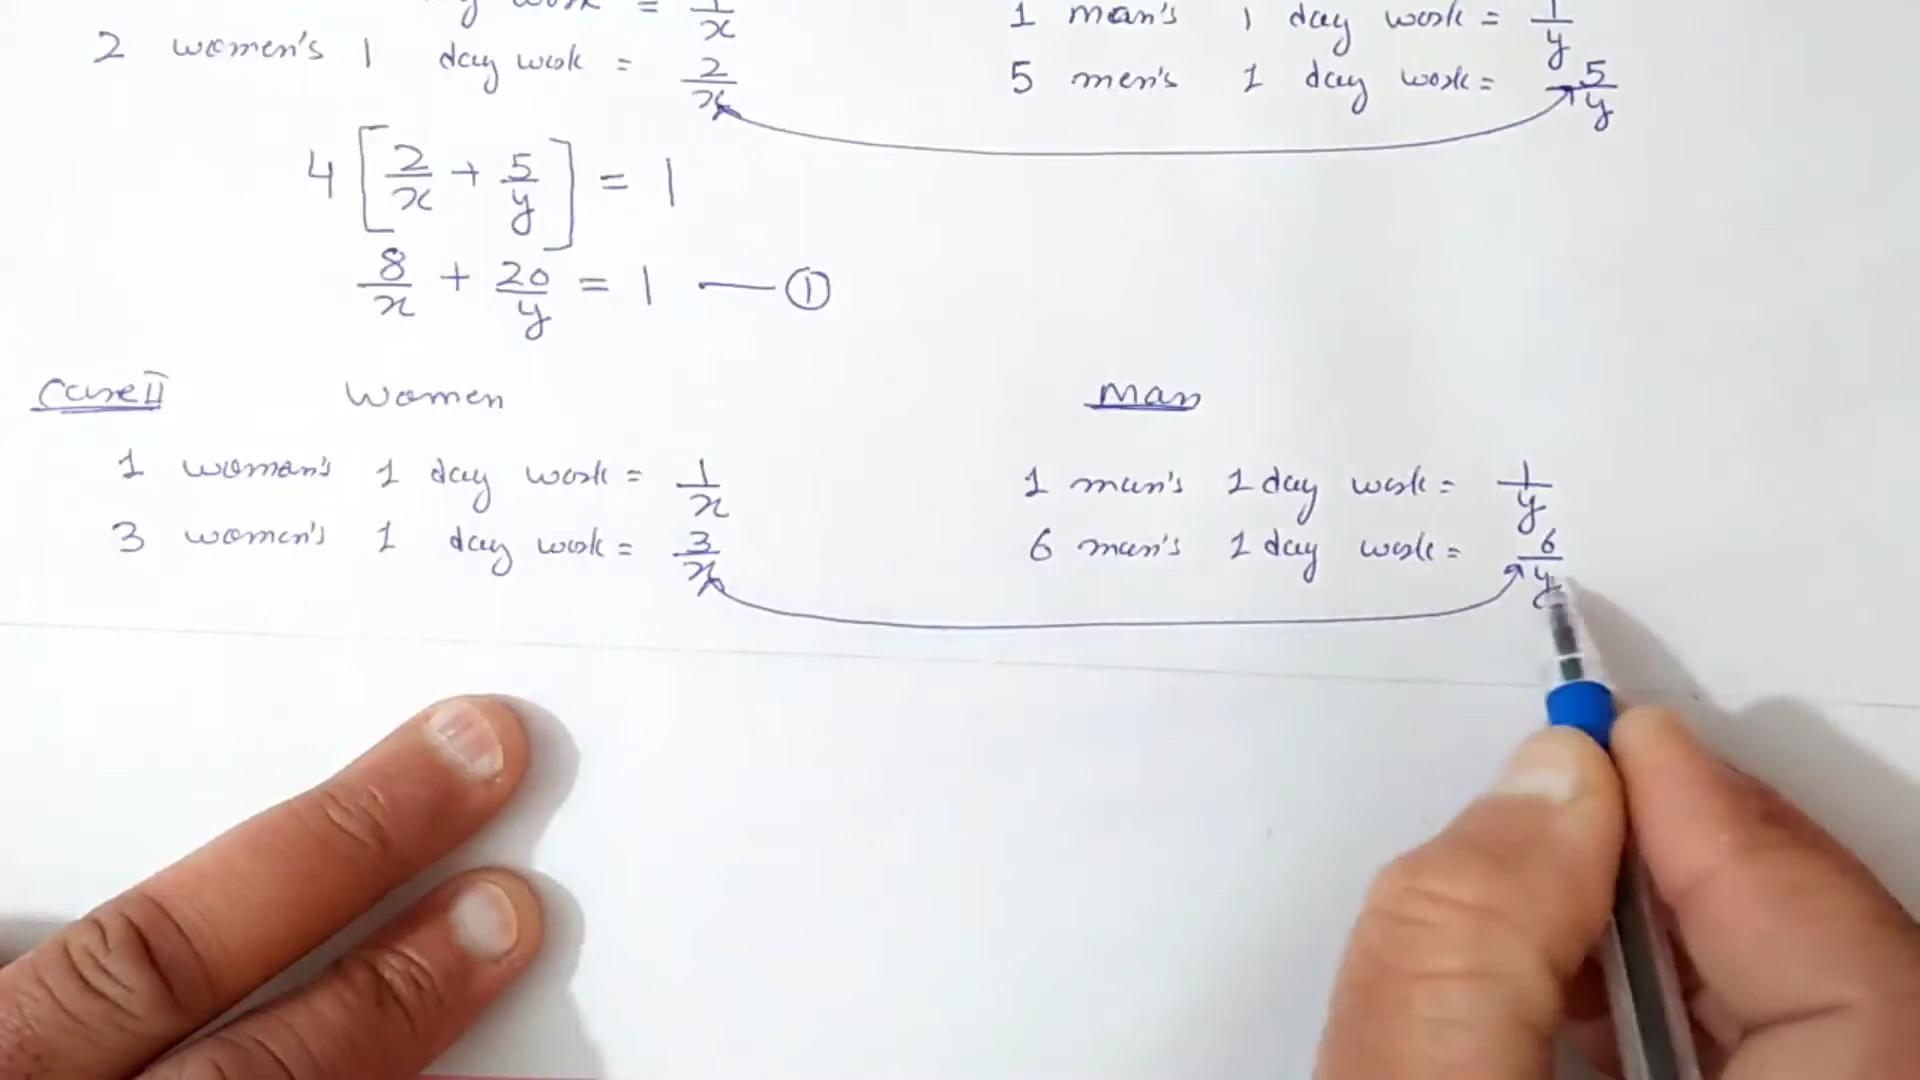 work = 1/x
1 man's 1 day work = 1/y
2 women's 1 day work = 2/x
5 men's 1 day work = 5/y
4 [2/x + 5/y] = 1
8/x + 20/y = 1 — ①
Case II Women Man
1 woman's 1 day work = 1/x
1 man's 1 day work = 1/y
3 women's 1 day work = 3/x
6 man's 1 day work = 6/y